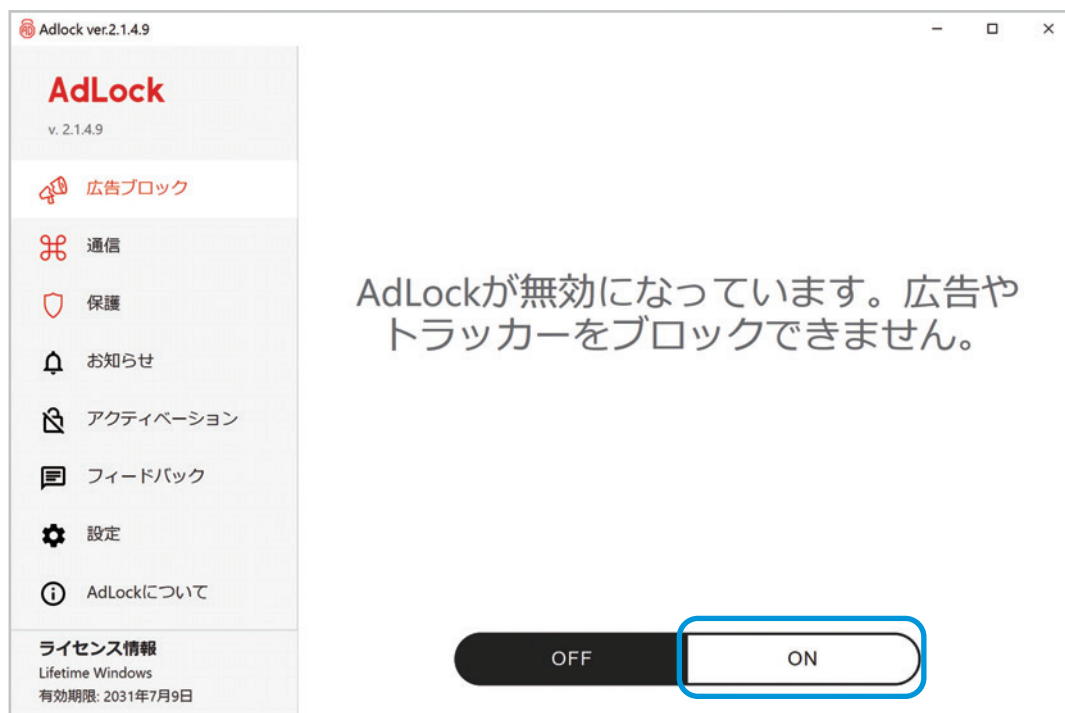 Adlock ver.2.1.4.9
AdLock
v. 2.1.4.9
広告ブロック
通信
保護
お知らせ
アクティベーション
フィードバック
設定
AdLockについて
ライセンス情報
Lifetime Windows
有効期限: 2031年7月9日
AdLockが無効になっています。広告や
トラッカーをブロックできません。
OFF
ON